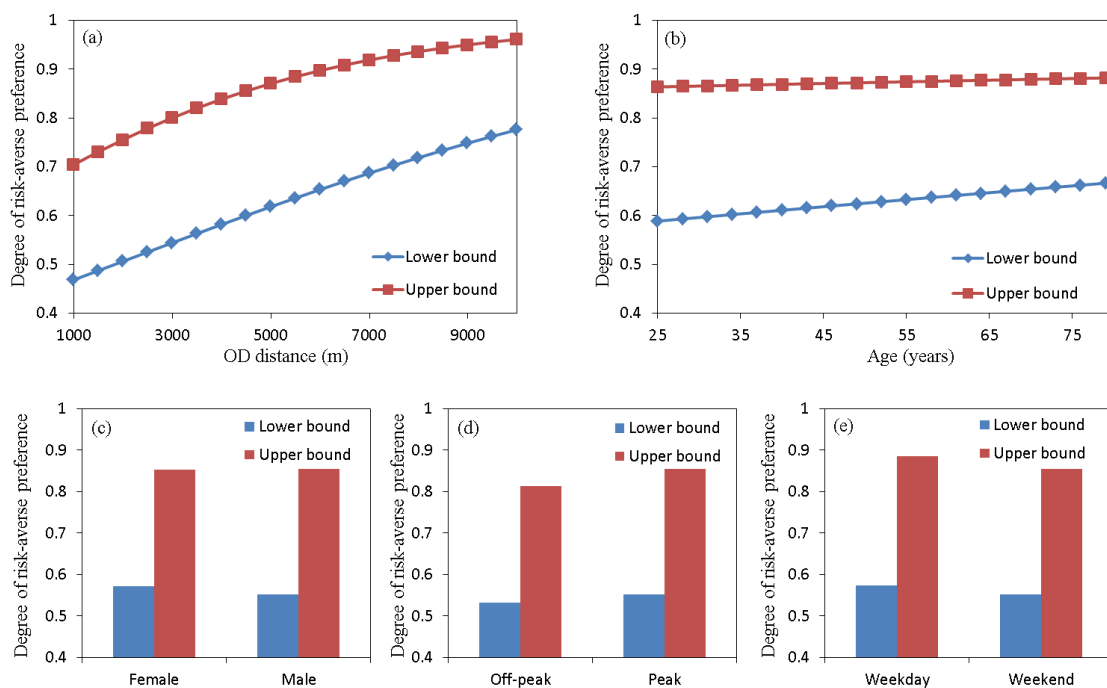 (a)
Degree of risk-averse preference
1
0.9
0.8
0.7
0.6
0.5
0.4
Lower bound
Upper bound
1000 3000 5000 7000 9000
OD distance (m)
(b)
Degree of risk-averse preference
1
0.9
0.8
0.7
0.6
0.5
0.4
Lower bound
Upper bound
25 35 45 55 65 75
Age (years)
(c)
Degree of risk-averse preference
1
0.9
0.8
0.7
0.6
0.5
0.4
Lower bound
Upper bound
Female Male
(d)
Degree of risk-averse preference
1
0.9
0.8
0.7
0.6
0.5
0.4
Lower bound
Upper bound
Off-peak Peak
(e)
Degree of risk-averse preference
1
0.9
0.8
0.7
0.6
0.5
0.4
Lower bound
Upper bound
Weekday Weekend